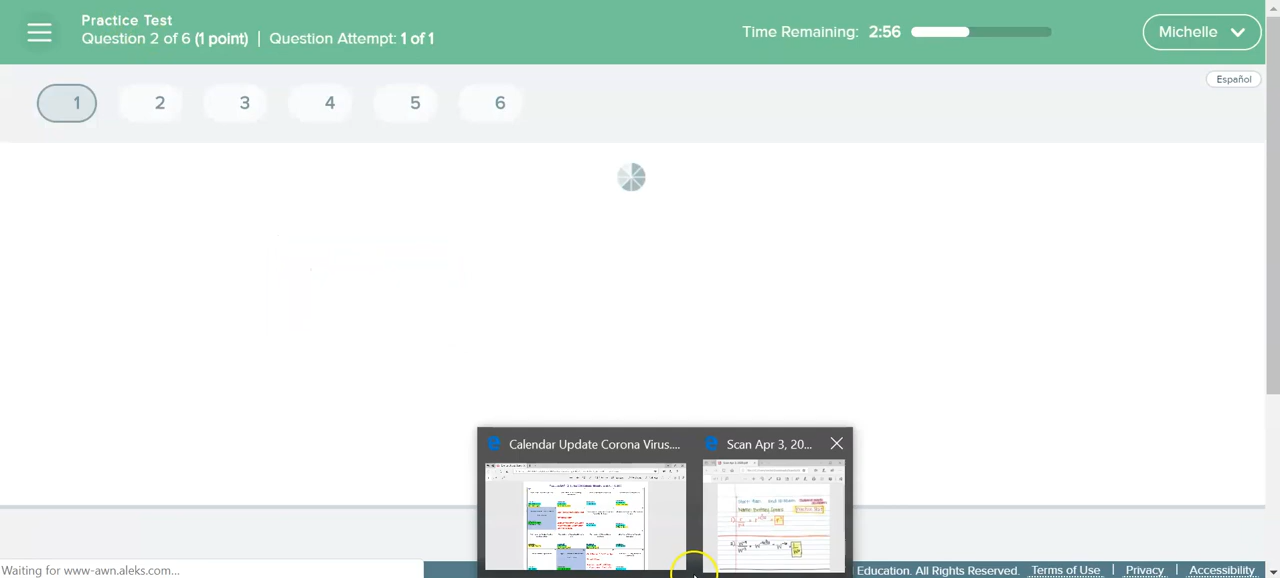 Practice Test
Question 2 of 6 (1 point) | Question Attempt: 1 of 1
Time Remaining: 2:56
Michelle
Español
1 2 3 4 5 6
Calendar Update Corona Virus....
Scan Apr 3, 20...
Waiting for www-awn.aleks.com...
Education. All Rights Reserved. Terms of Use | Privacy | Accessibility